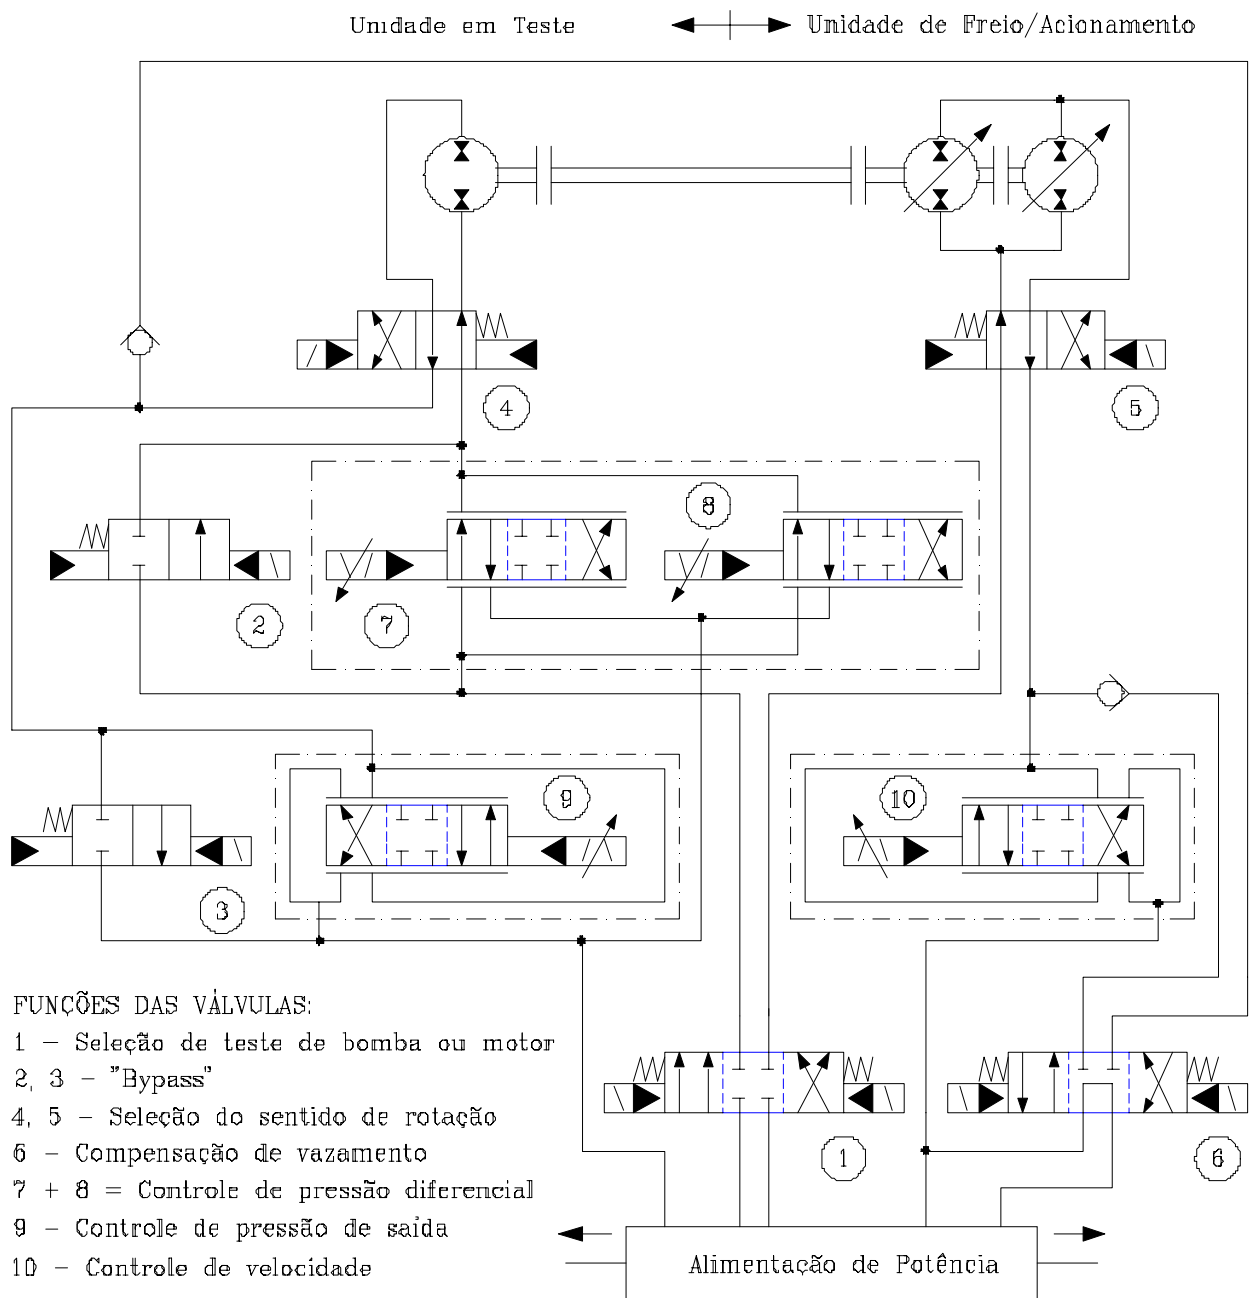 Unidade em Teste
Unidade de Freio/Acionamento
4
5
8
2
7
9
10
3
FUNÇÕES DAS VÁLVULAS:
1 - Seleção de teste de bomba ou motor
2, 3 - "Bypass"
4, 5 - Seleção do sentido de rotação
6 - Compensação de vazamento
7 + 8 = Controle de pressão diferencial
9 - Controle de pressão de saída
10 - Controle de velocidade
1
6
Alimentação de Potência